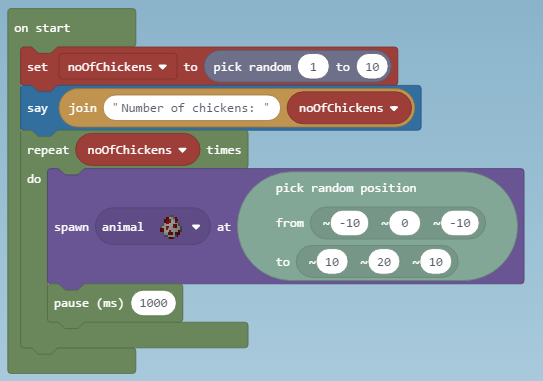 on start
set noOfChickens to pick random 1 to 10
say join "Number of chickens: " noOfChickens
repeat noOfChickens times
do
pick random position
spawn animal at from ~-10 ~0 ~-10
to ~10 ~20 ~10
pause (ms) 1000